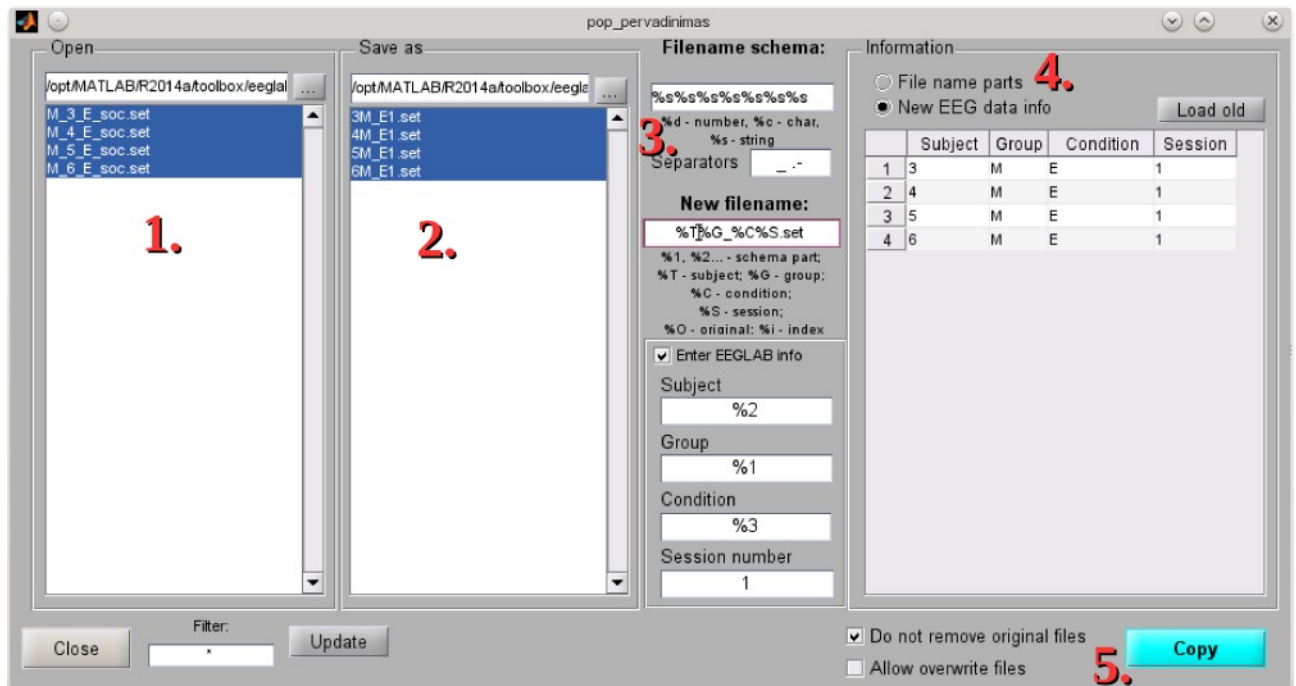 pop_pervadinimas
Open
/opt/MATLAB/R2014a/toolbox/eeglal
...
M_3_E_soc.set
M_4_E_soc.set
M_5_E_soc.set
M_6_E_soc.set
1.
Save as
/opt/MATLAB/R2014a/toolbox/eegla
...
3M_E1.set
4M_E1.set
5M_E1.set
6M_E1.set
2.
Filename schema:
%s%s%s%s%s%s%s%s
%d - number, %c - char,
%s - string
3.
Separators _ .-
New filename:
%T%G_%C%S.set
%1, %2... - schema part;
%T - subject; %G - group;
%C - condition;
%S - session;
%O - original; %i - index
Enter EEGLAB info
Subject
%2
Group
%1
Condition
%3
Session number
1
Information
File name parts
4.
New EEG data info
Load old
Subject Group Condition Session
1 3 M E 1
2 4 M E 1
3 5 M E 1
4 6 M E 1
Close
Filter:
*
Update
Do not remove original files
Allow overwrite files
5.
Copy